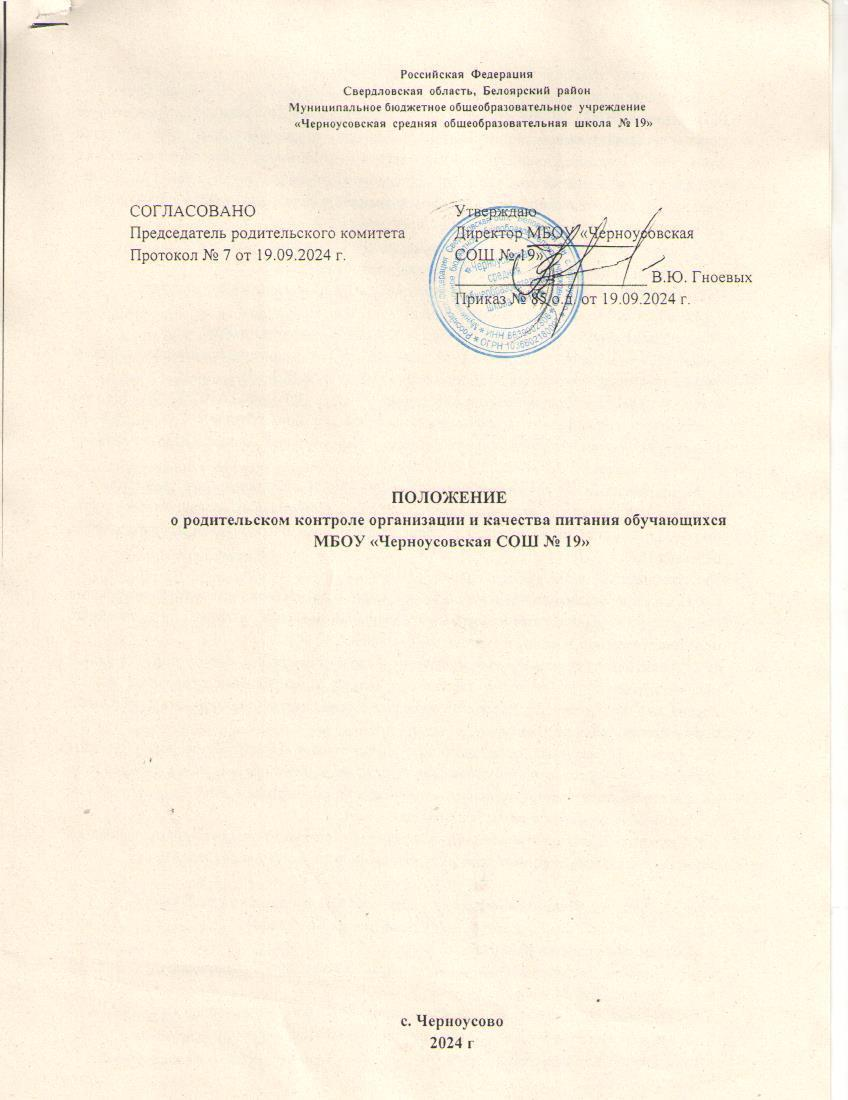 Российская Федерация
Свердловская область, Белоярский район
Муниципальное бюджетное общеобразовательное учреждение
«Черноусовская средняя общеобразовательная школа № 19»
СОГЛАСОВАНО
Председатель родительского комитета
Протокол № 7 от 19.09.2024 г.
Утверждаю
Директор МБОУ «Черноусовская
СОШ № 19»
В.Ю. Гноевых
Приказ № 85 о.д. от 19.09.2024 г.
ПОЛОЖЕНИЕ
о родительском контроле организации и качества питания обучающихся
МБОУ «Черноусовская СОШ № 19»
с. Черноусово
2024 г